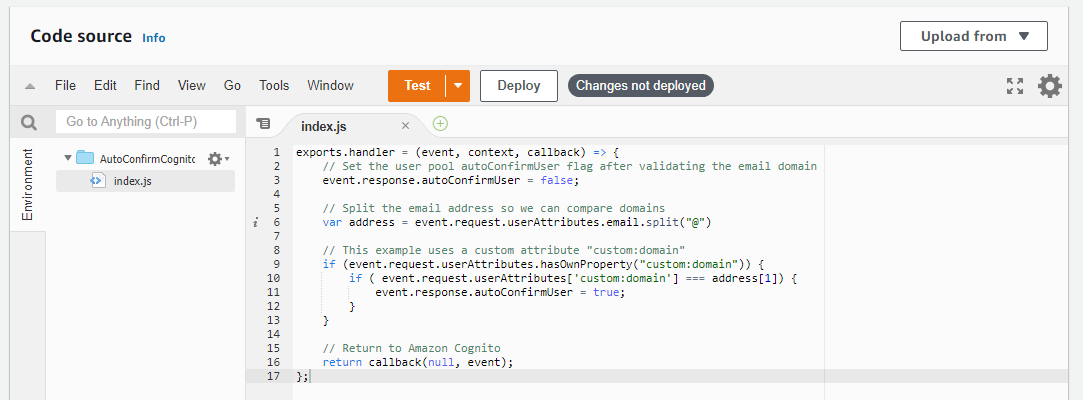 Code source Info
Upload from
File Edit Find View Go Tools Window Test Deploy Changes not deployed
Go to Anything (Ctrl-P)
index.js
Environment
AutoConfirmCognito
index.js
1 exports.handler = (event, context, callback) => {
2 // Set the user pool autoConfirmUser flag after validating the email domain
3 event.response.autoConfirmUser = false;
4
5 // Split the email address so we can compare domains
6 var address = event.request.userAttributes.email.split("@")
7
8 // This example uses a custom attribute "custom:domain"
9 if (event.request.userAttributes.hasOwnProperty("custom:domain")) {
10 if ( event.request.userAttributes['custom:domain'] === address[1]) {
11 event.response.autoConfirmUser = true;
12 }
13 }
14
15 // Return to Amazon Cognito
16 return callback(null, event);
17 };